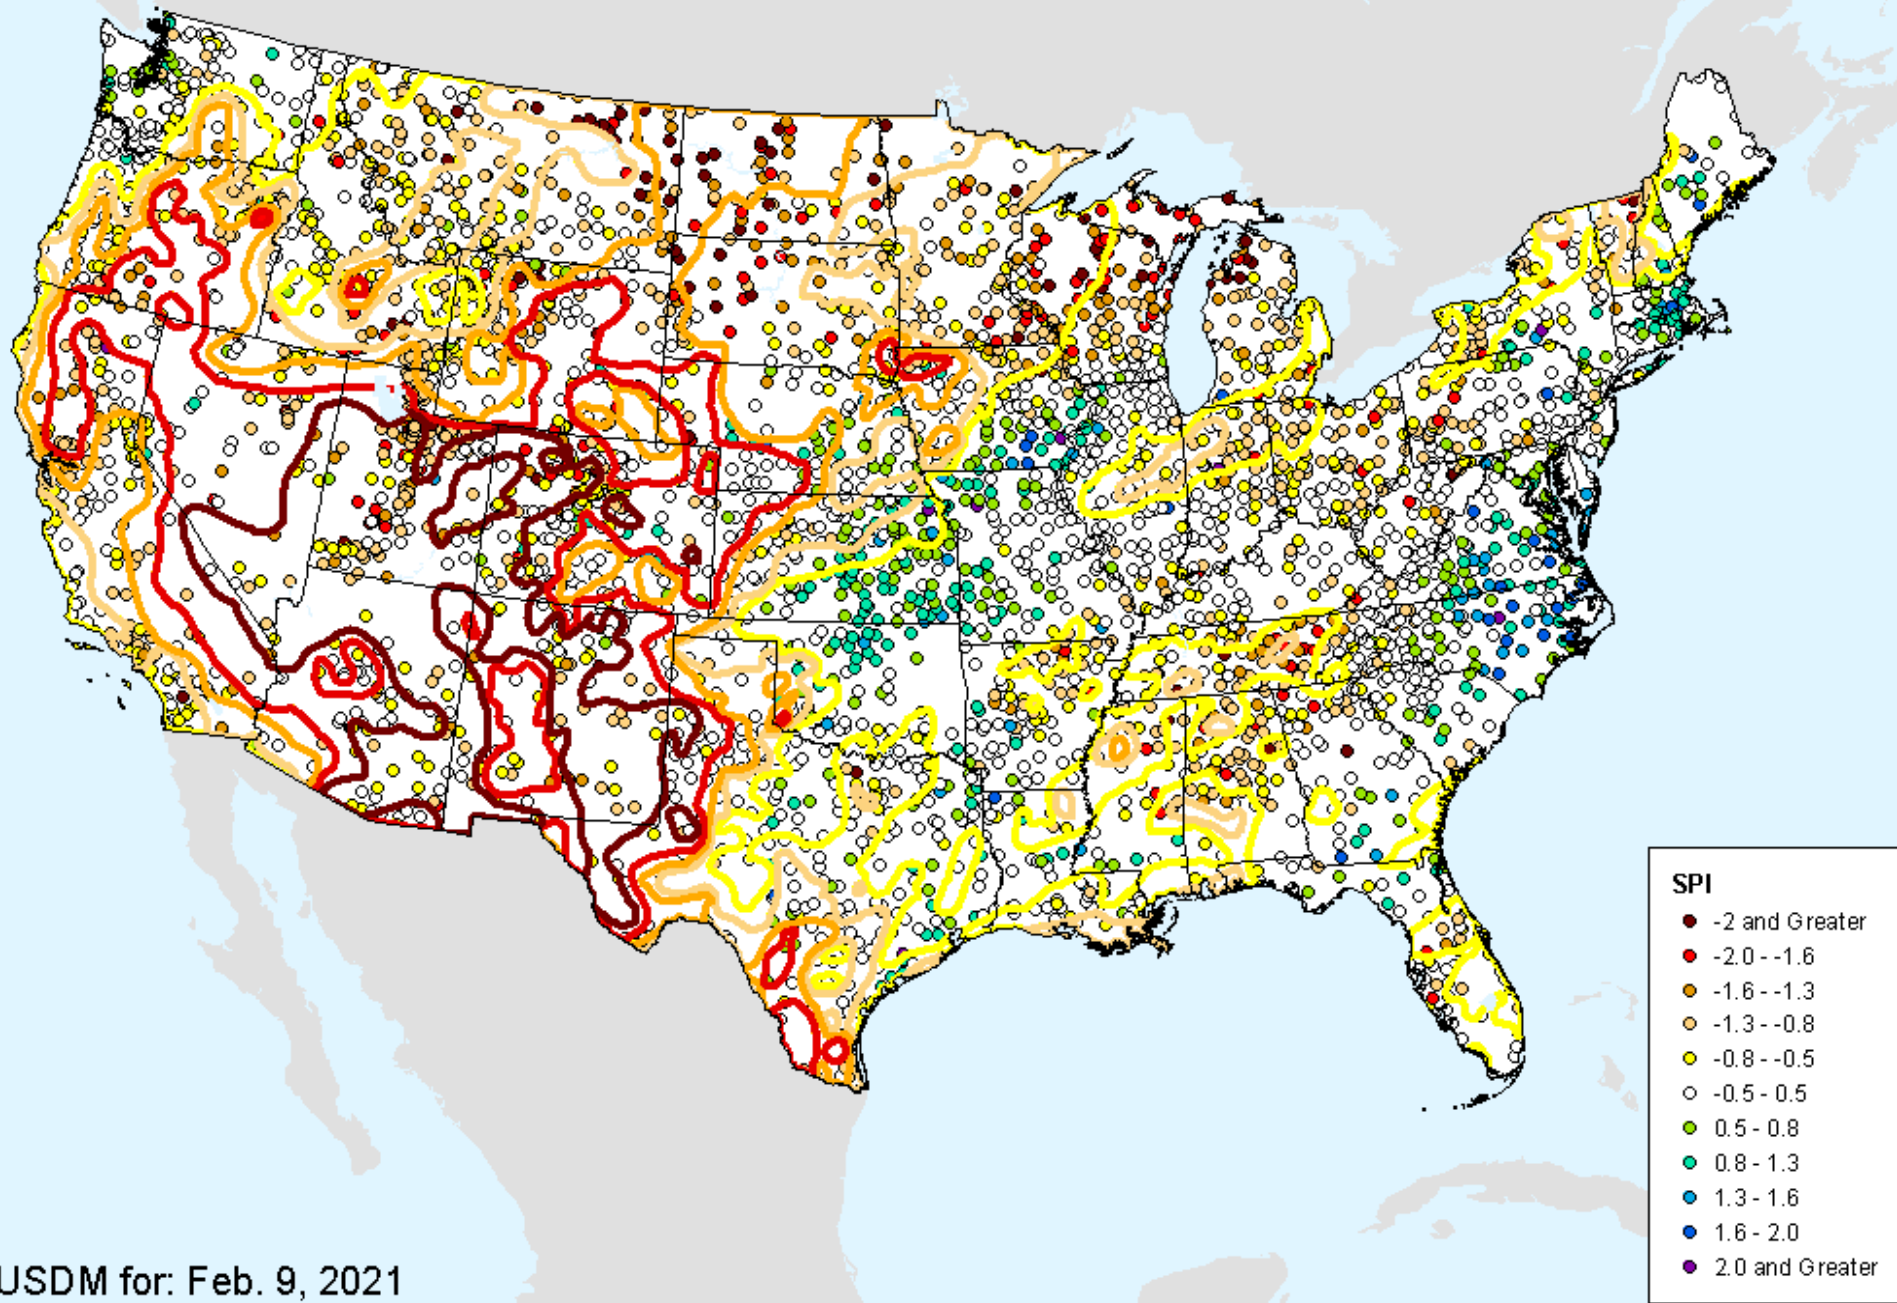 SPI
-2 and Greater
-2.0 - -1.6
-1.6 - -1.3
-1.3 - -0.8
-0.8 - -0.5
-0.5 - 0.5
0.5 - 0.8
0.8 - 1.3
1.3 - 1.6
1.6 - 2.0
2.0 and Greater
USDM for: Feb. 9, 2021